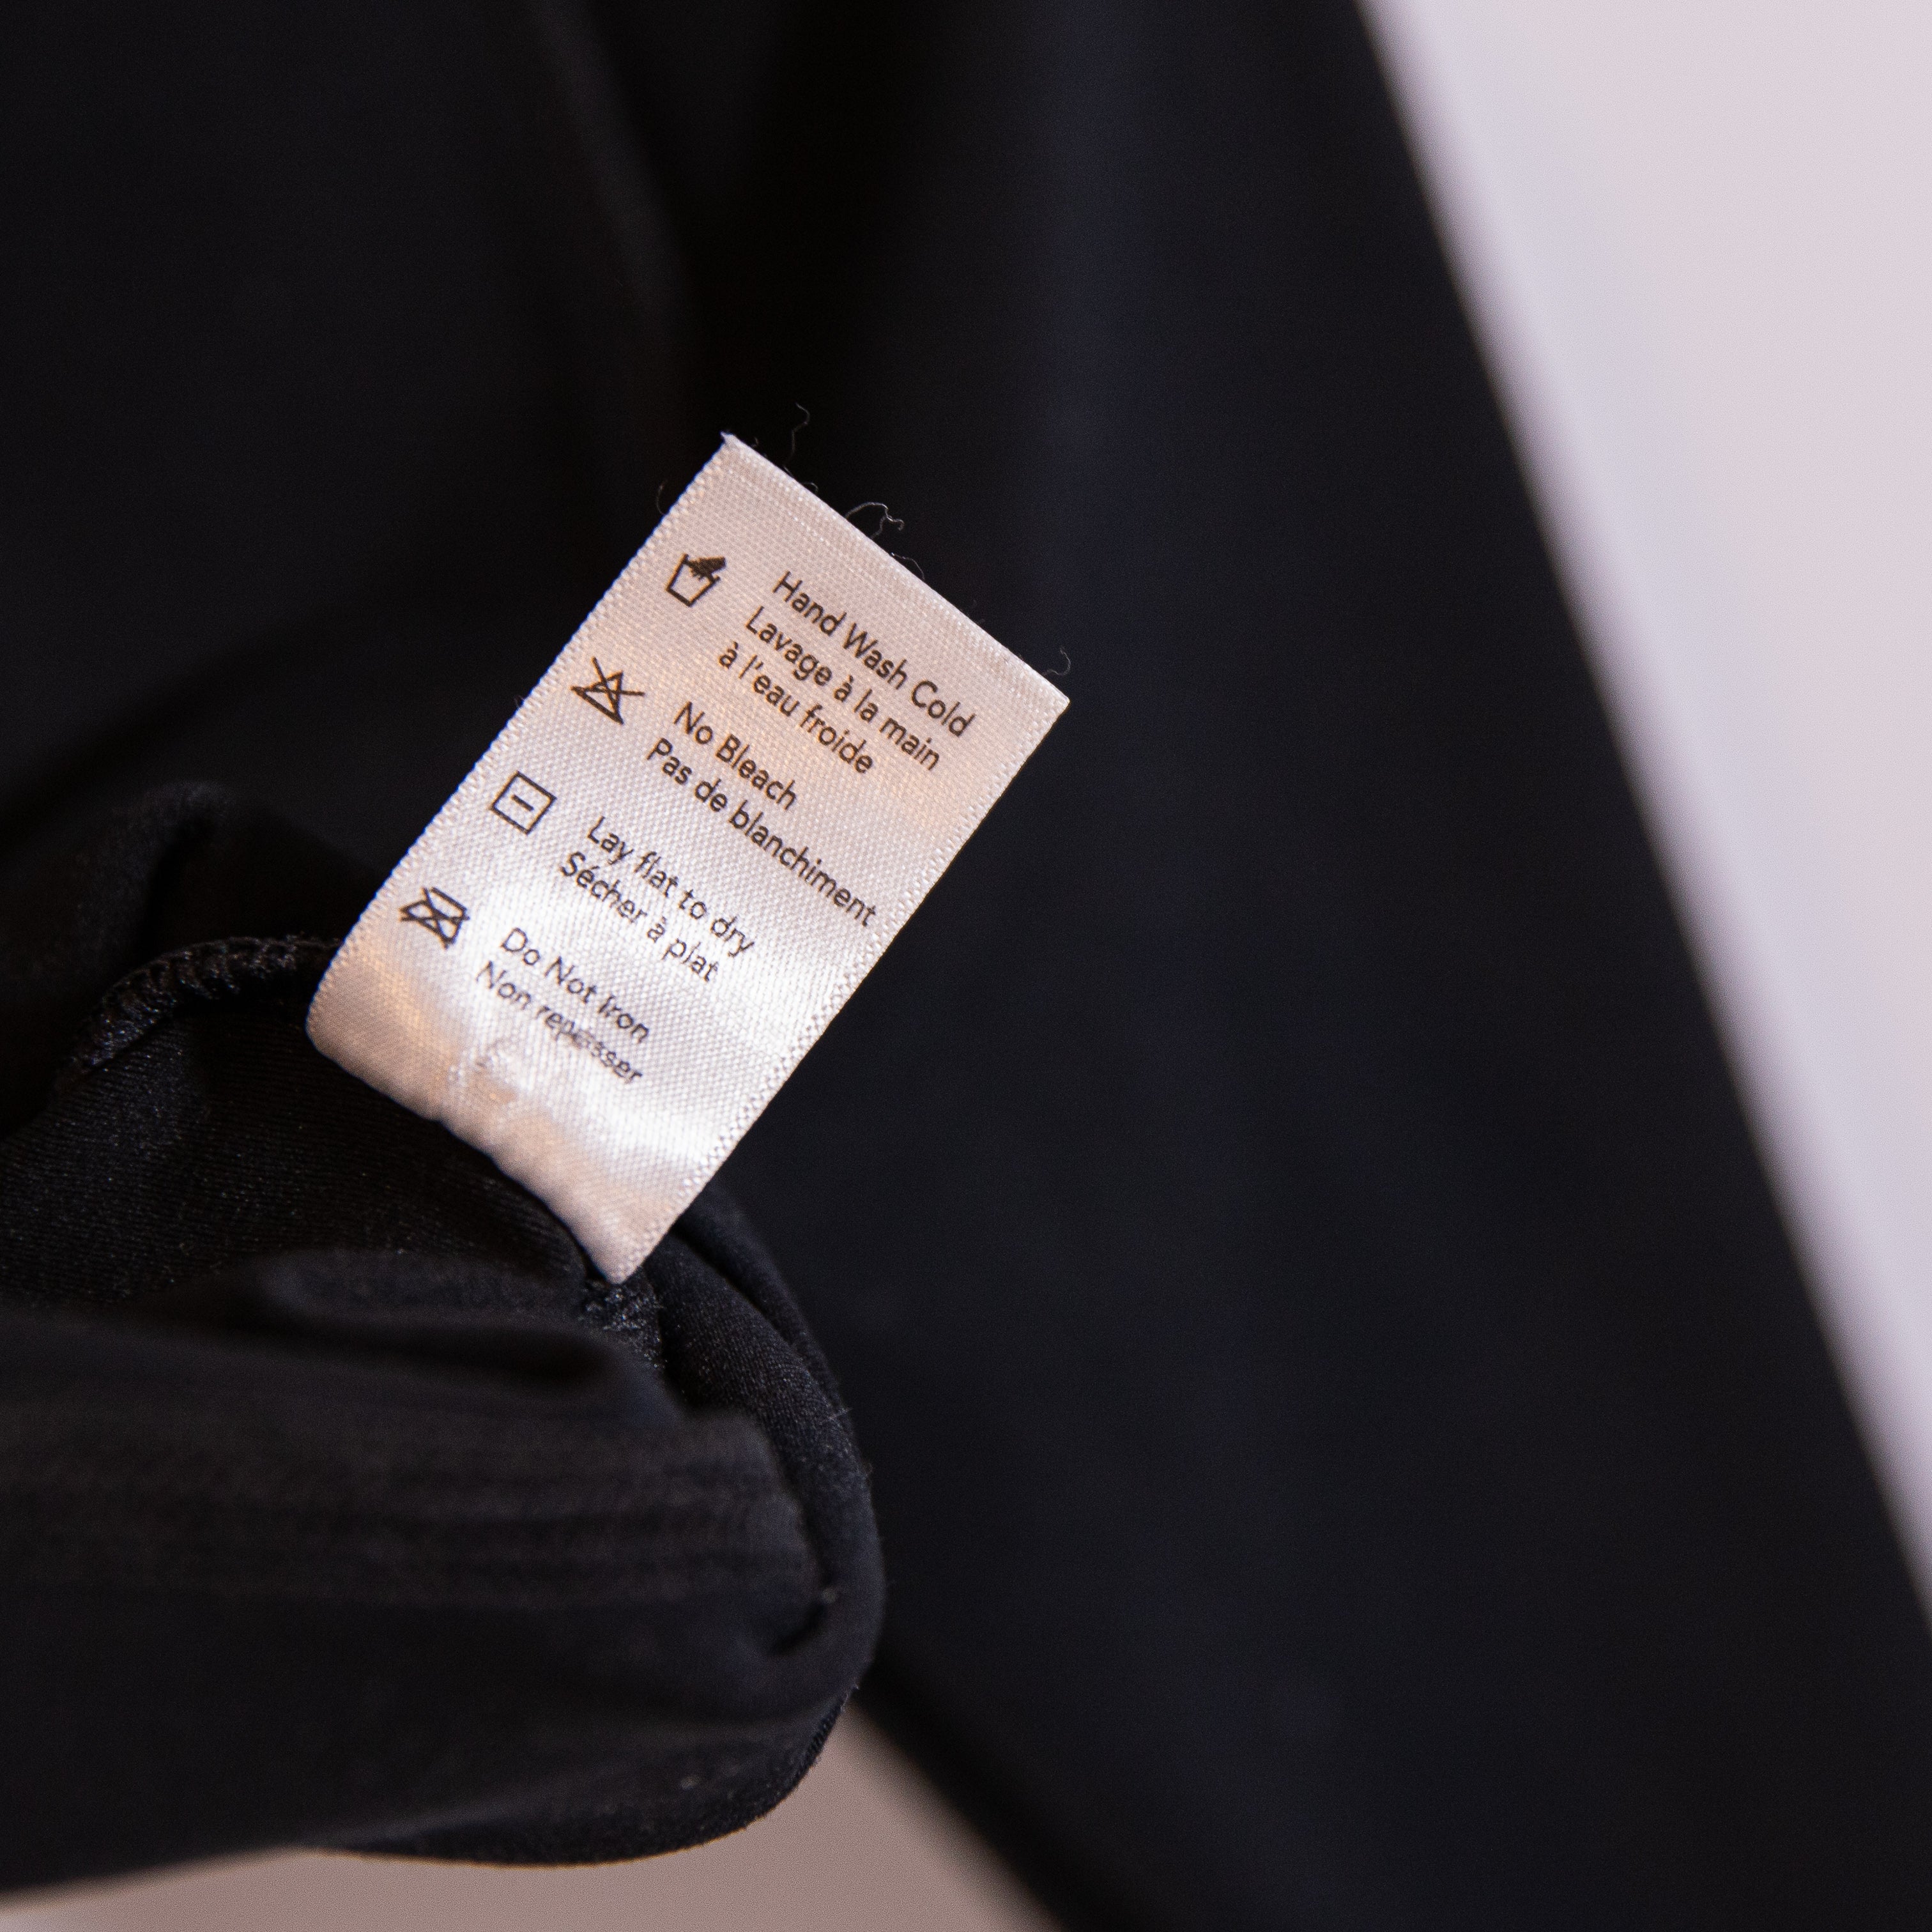 Hand Wash Cold
Lavage à la main
à l'eau froide
No Bleach
Pas de blanchiment
Lay flat to dry
Sécher à plat
Do Not Iron
Non repasser